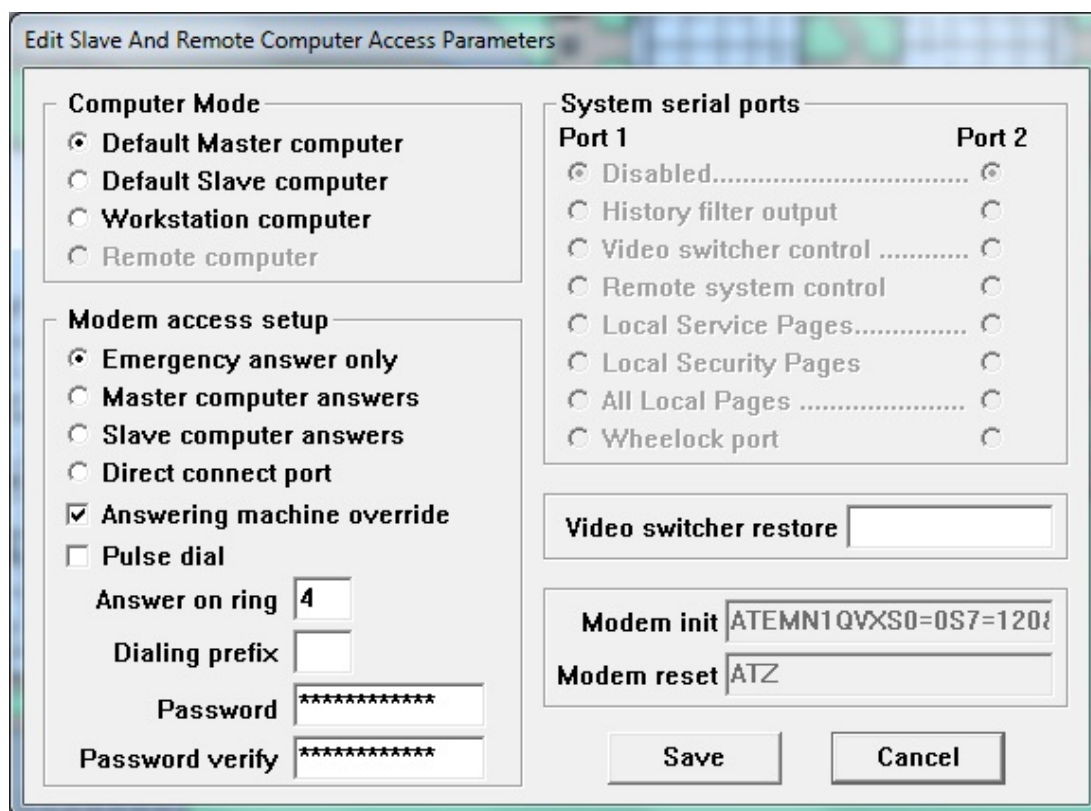 Edit Slave And Remote Computer Access Parameters
Computer Mode
Default Master computer
Default Slave computer
Workstation computer
Remote computer
Modem access setup
Emergency answer only
Master computer answers
Slave computer answers
Direct connect port
Answering machine override
Pulse dial
Answer on ring 4
Dialing prefix
Password ************
Password verify ************
System serial ports
Port 1 Port 2
Disabled.................................
History filter output
Video switcher control ............
Remote system control
Local Service Pages...............
Local Security Pages
All Local Pages ......................
Wheelock port
Video switcher restore
Modem init ATEMN1QVXS0=0S7=120&
Modem reset ATZ
Save Cancel